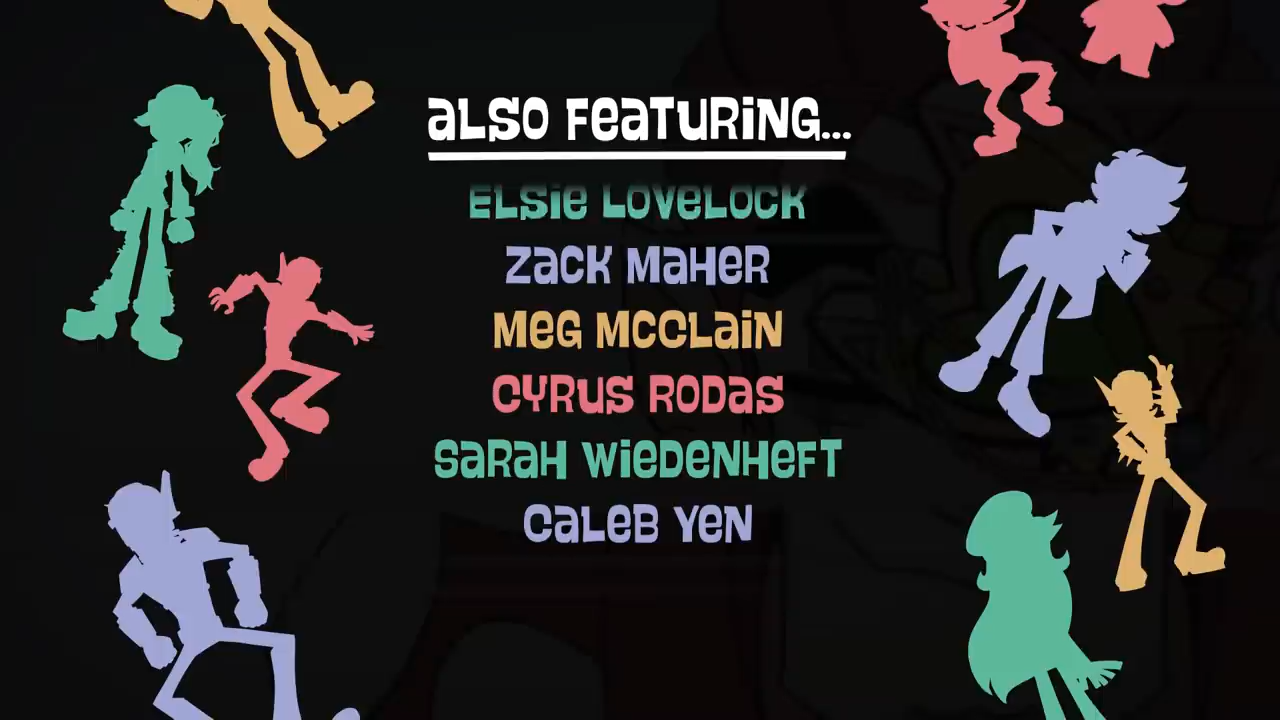 ALSO FEATURING...
ELSIE LOVELOCK
ZACK MAHER
MEG MCCLAIN
CYRUS RODAS
SARAH WIEDENHEFT
CALEB YEN